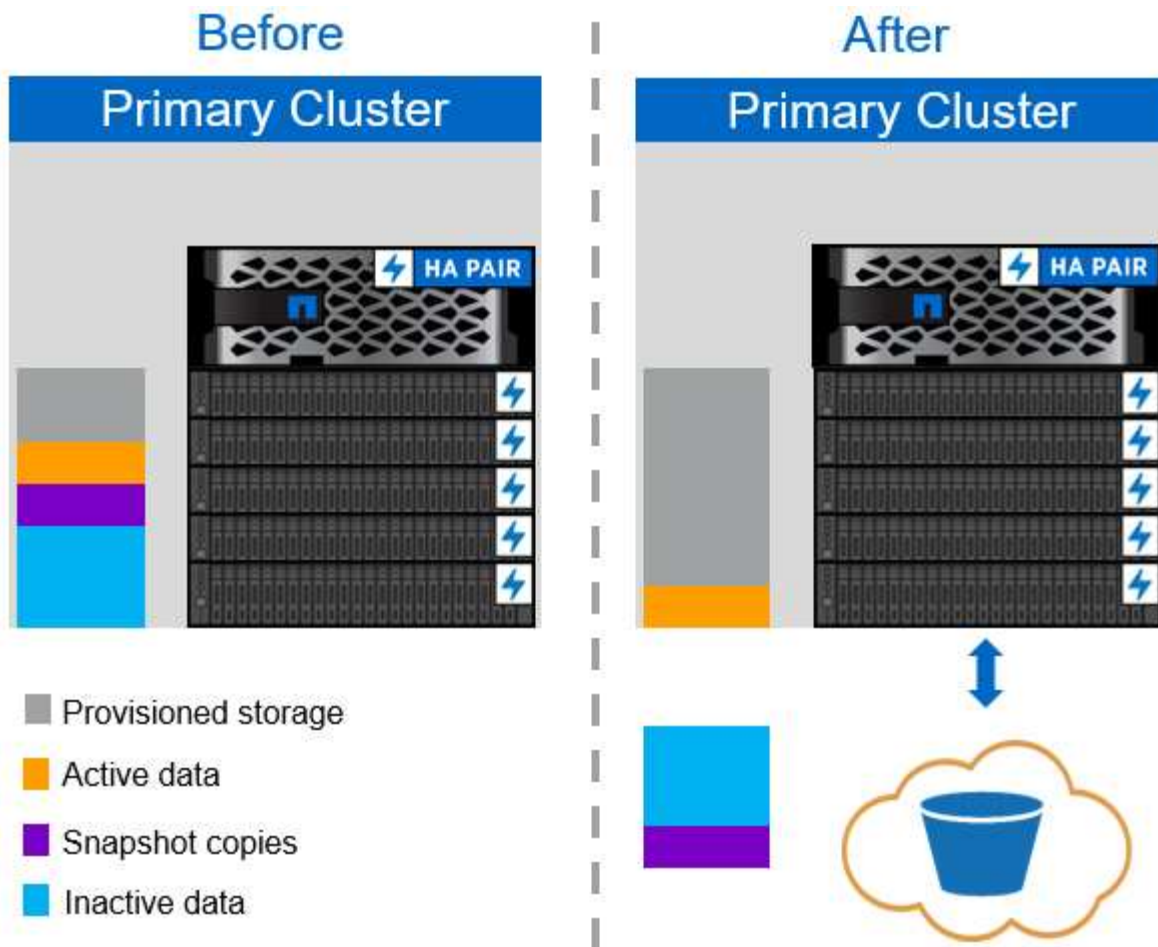 Before
After
Primary Cluster
Primary Cluster
HA PAIR
HA PAIR
Provisioned storage
Active data
Snapshot copies
Inactive data